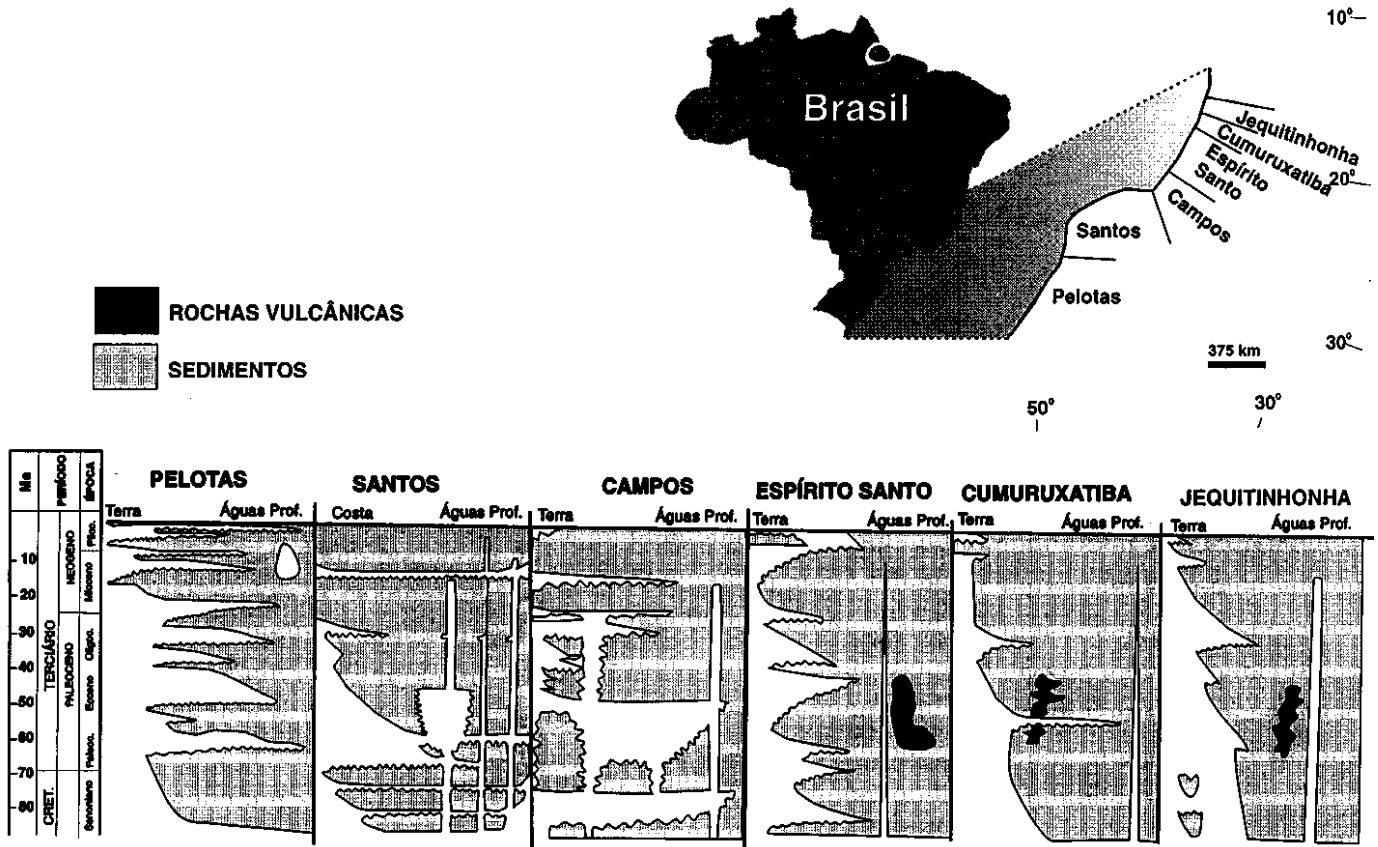 10°
Brasil
Jequitinhonha
Cumuruxatiba
Espírito
Santo
20°
Campos
Santos
Pelotas
ROCHAS VULCÂNICAS
SEDIMENTOS
375 km
30°
50°
30°
Ma
PERÍODO
ÉPOCA
PELOTAS
SANTOS
CAMPOS
ESPÍRITO SANTO
CUMURUXATIBA
JEQUITINHONHA
Terra Águas Prof.
Costa Águas Prof.
Terra Águas Prof.
Terra Águas Prof.
Terra Águas Prof.
Terra Águas Prof.
10
20
30
40
50
60
70
80
TERCIÁRIO
CRET.
NEOGENO
PALEOCENO
Plioc.
Mioceno
Oligoc.
Eoceno
Paleoc.
Senoniano